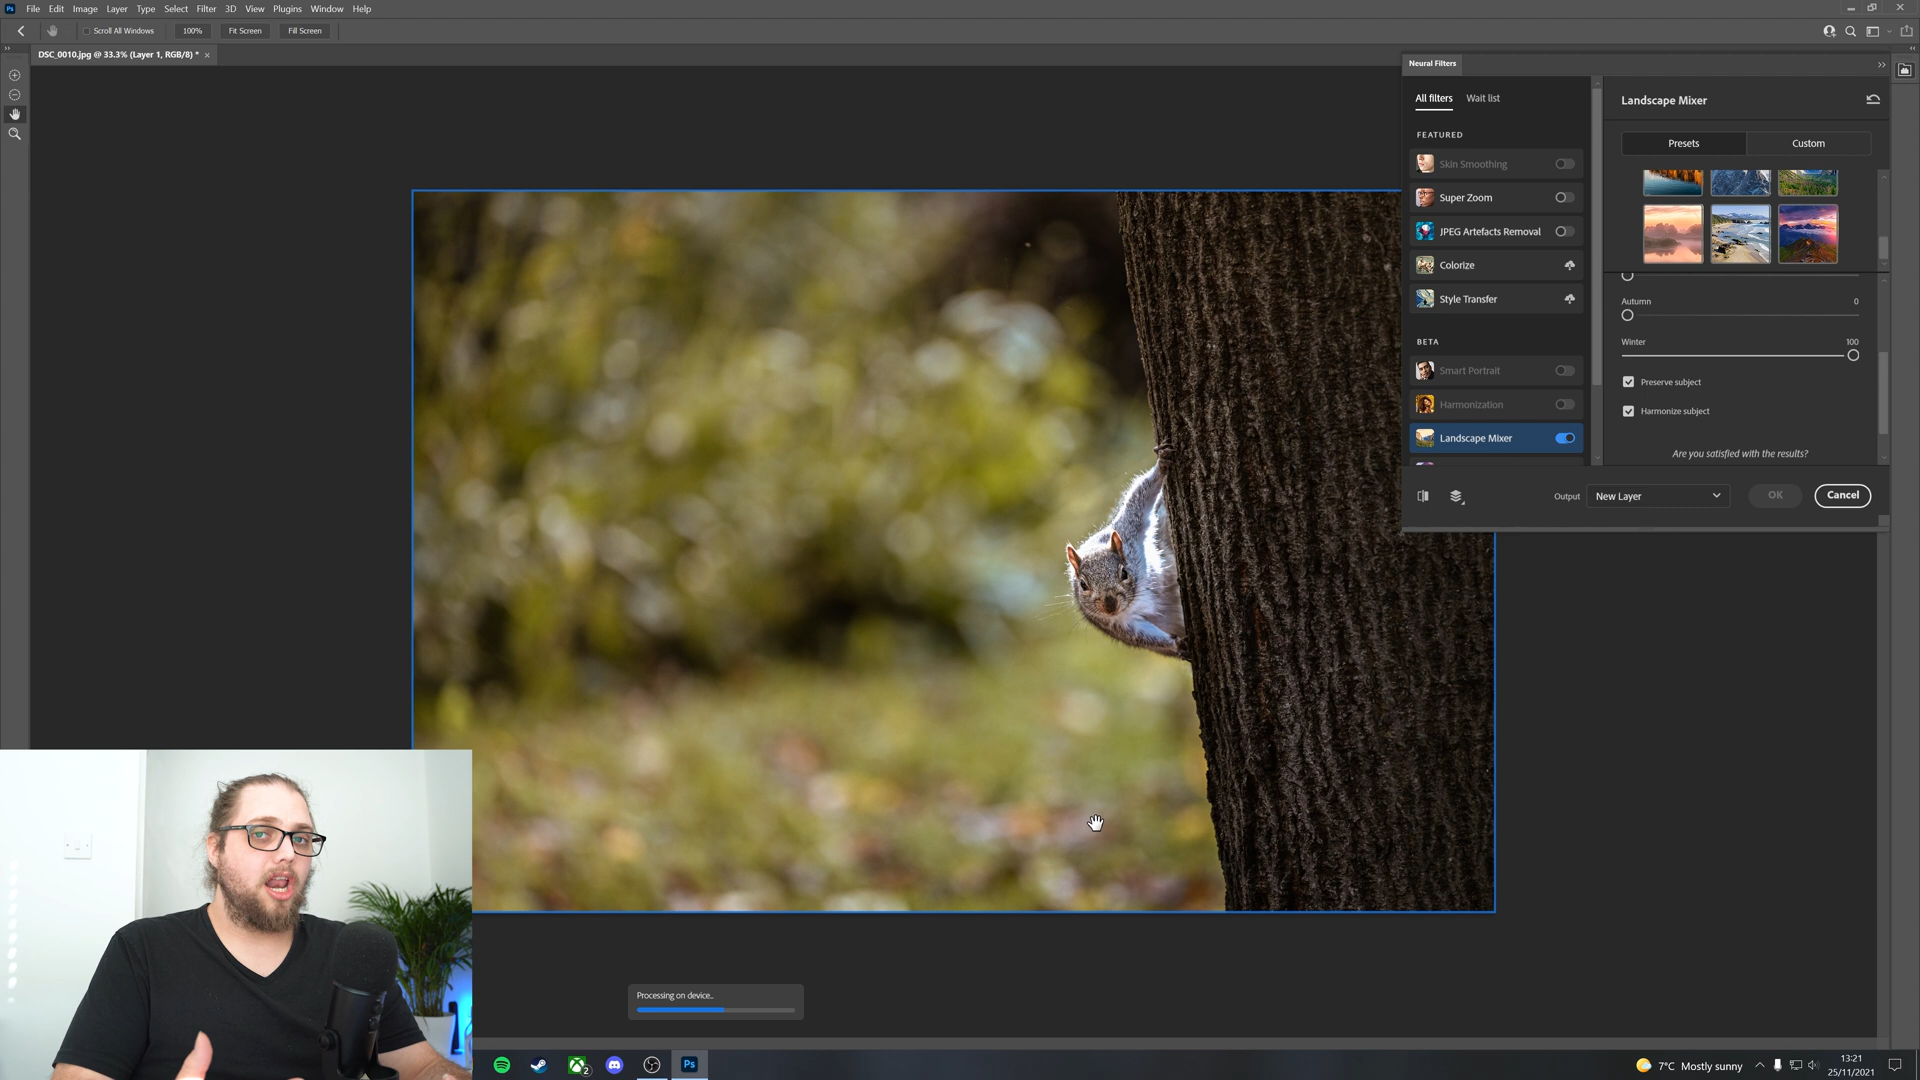 Ps File Edit Image Layer Type Select Filter 3D View Plugins Window Help
Scroll All Windows 100% Fit Screen Fill Screen
DSC_0010.jpg @ 33.3% (Layer 1, RGB/8) * ×
Neural Filters
All filters Wait list
FEATURED
Skin Smoothing
Super Zoom
JPEG Artefacts Removal
Colorize
Style Transfer
BETA
Smart Portrait
Harmonization
Landscape Mixer
Landscape Mixer
Presets Custom
Autumn 0
Winter 100
Preserve subject
Harmonize subject
Are you satisfied with the results?
Output New Layer OK Cancel
Processing on device...
2
Ps
7°C Mostly sunny
13:21
25/11/2021